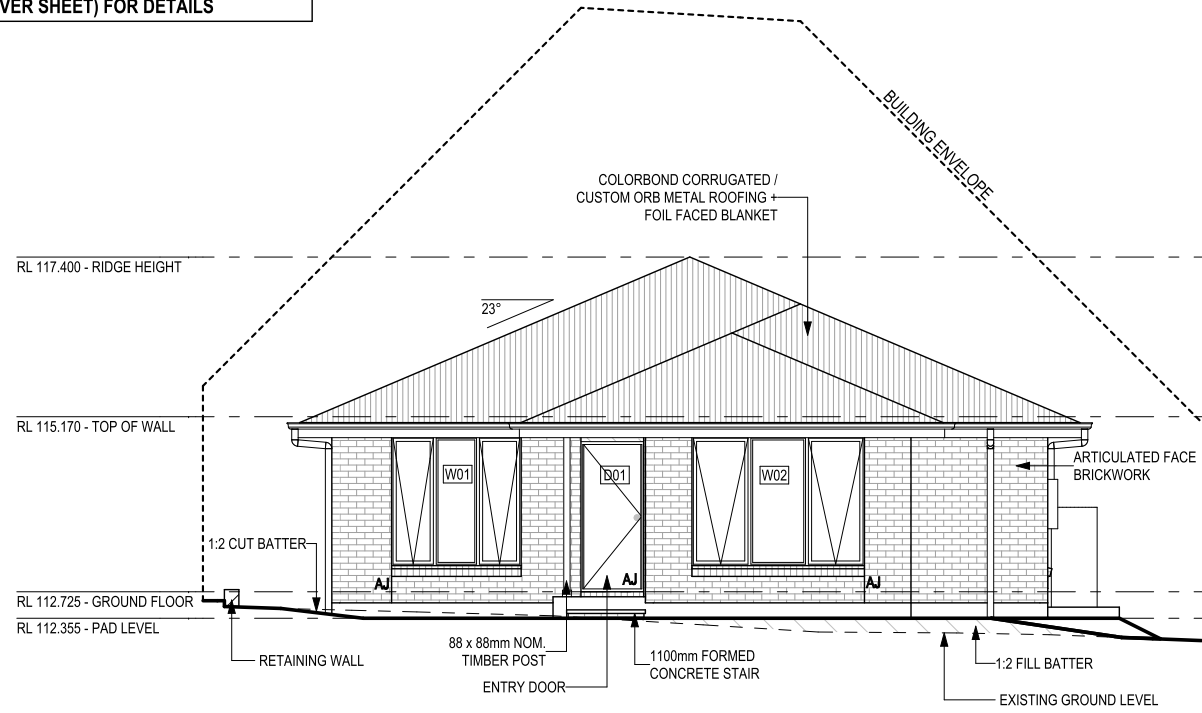 VER SHEET) FOR DETAILS
BUILDING ENVELOPE
COLORBOND CORRUGATED /
CUSTOM ORB METAL ROOFING +
FOIL FACED BLANKET
RL 117.400 - RIDGE HEIGHT
23°
RL 115.170 - TOP OF WALL
ARTICULATED FACE
BRICKWORK
W01
D01
W02
1:2 CUT BATTER
AJ
AJ
AJ
RL 112.725 - GROUND FLOOR
RL 112.355 - PAD LEVEL
RETAINING WALL
88 x 88mm NOM.
TIMBER POST
ENTRY DOOR
1100mm FORMED
CONCRETE STAIR
1:2 FILL BATTER
EXISTING GROUND LEVEL